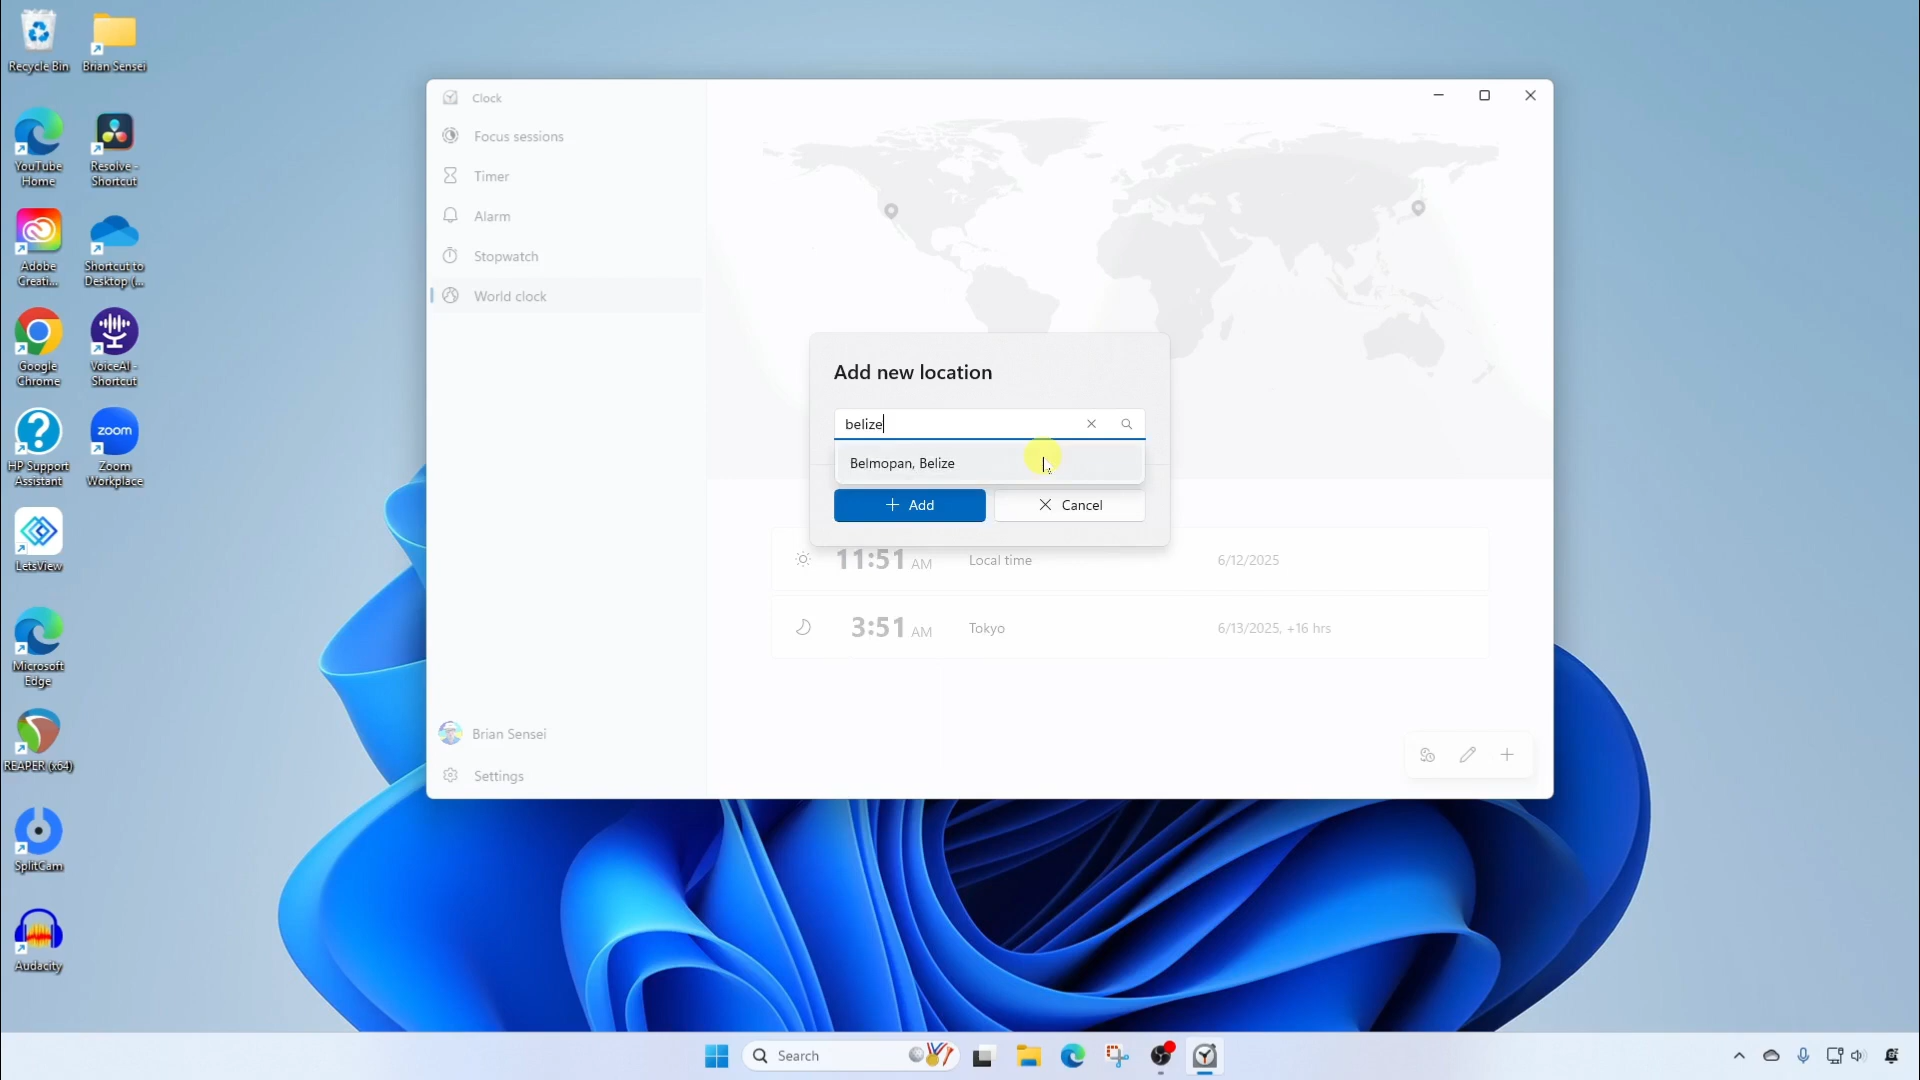 Recycle Bin
Brian Sensei
YouTube
Home
Resolve -
Shortcut
Adobe
Creati...
Shortcut to
Desktop (...
Google
Chrome
VoiceAI -
Shortcut
HP Support
Assistant
zoom
Zoom
Workplace
LetsView
Microsoft
Edge
REAPER (x64)
SplitCam
Audacity
Clock
Focus sessions
Timer
Alarm
Stopwatch
World clock
Brian Sensei
Settings
Add new location
belize
Belmopan, Belize
Add
Cancel
11:51 AM Local time 6/12/2025
3:51 AM Tokyo 6/13/2025, +16 hrs
Search